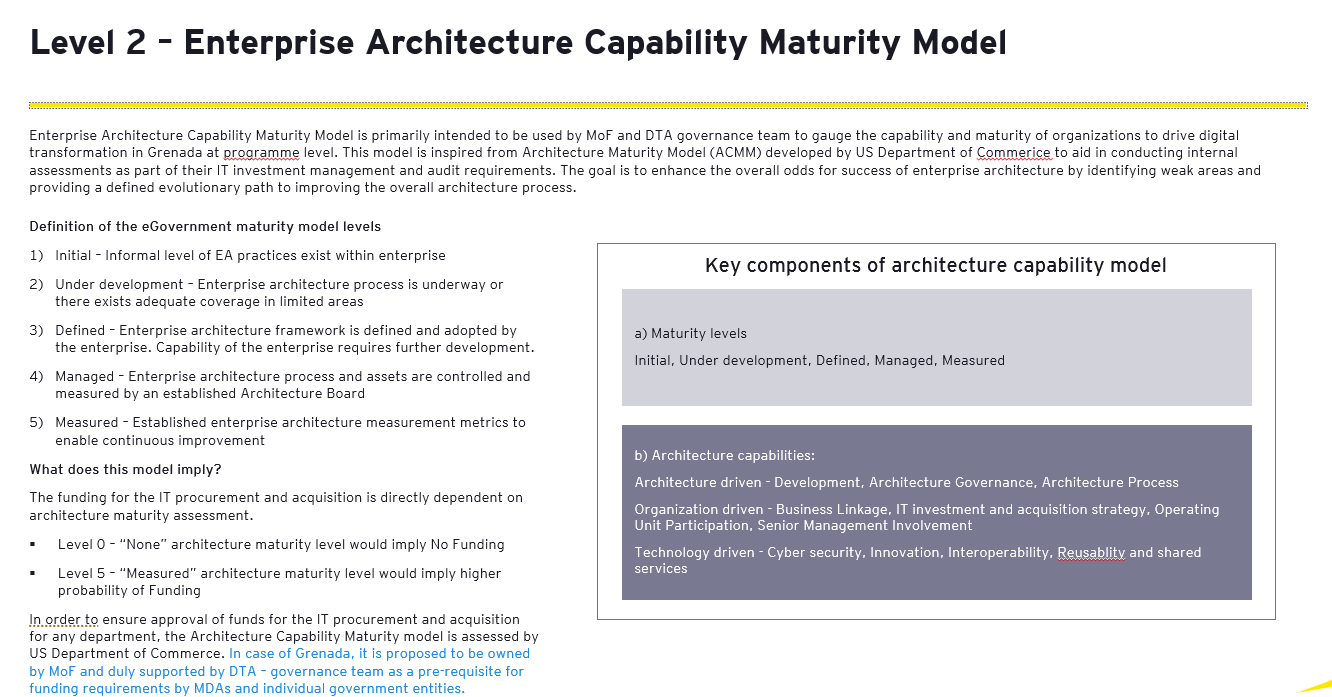 Level 2 – Enterprise Architecture Capability Maturity Model
Enterprise Architecture Capability Maturity Model is primarily intended to be used by MoF and DTA governance team to gauge the capability and maturity of organizations to drive digital
transformation in Grenada at programme level. This model is inspired from Architecture Maturity Model (ACMM) developed by US Department of Commerice to aid in conducting internal
assessments as part of their IT investment management and audit requirements. The goal is to enhance the overall odds for success of enterprise architecture by identifying weak areas and
providing a defined evolutionary path to improving the overall architecture process.
Definition of the eGovernment maturity model levels
1) Initial – Informal level of EA practices exist within enterprise
2) Under development – Enterprise architecture process is underway or
there exists adequate coverage in limited areas
3) Defined – Enterprise architecture framework is defined and adopted by
the enterprise. Capability of the enterprise requires further development.
4) Managed – Enterprise architecture process and assets are controlled and
measured by an established Architecture Board
5) Measured – Established enterprise architecture measurement metrics to
enable continuous improvement
What does this model imply?
The funding for the IT procurement and acquisition is directly dependent on
architecture maturity assessment.
▪ Level 0 – “None” architecture maturity level would imply No Funding
▪ Level 5 – “Measured” architecture maturity level would imply higher
probability of Funding
In order to ensure approval of funds for the IT procurement and acquisition
for any department, the Architecture Capability Maturity model is assessed by
US Department of Commerce. In case of Grenada, it is proposed to be owned
by MoF and duly supported by DTA – governance team as a pre-requisite for
funding requirements by MDAs and individual government entities.
Key components of architecture capability model
a) Maturity levels
Initial, Under development, Defined, Managed, Measured
b) Architecture capabilities:
Architecture driven - Development, Architecture Governance, Architecture Process
Organization driven - Business Linkage, IT investment and acquisition strategy, Operating
Unit Participation, Senior Management Involvement
Technology driven - Cyber security, Innovation, Interoperability, Reusablity and shared
services